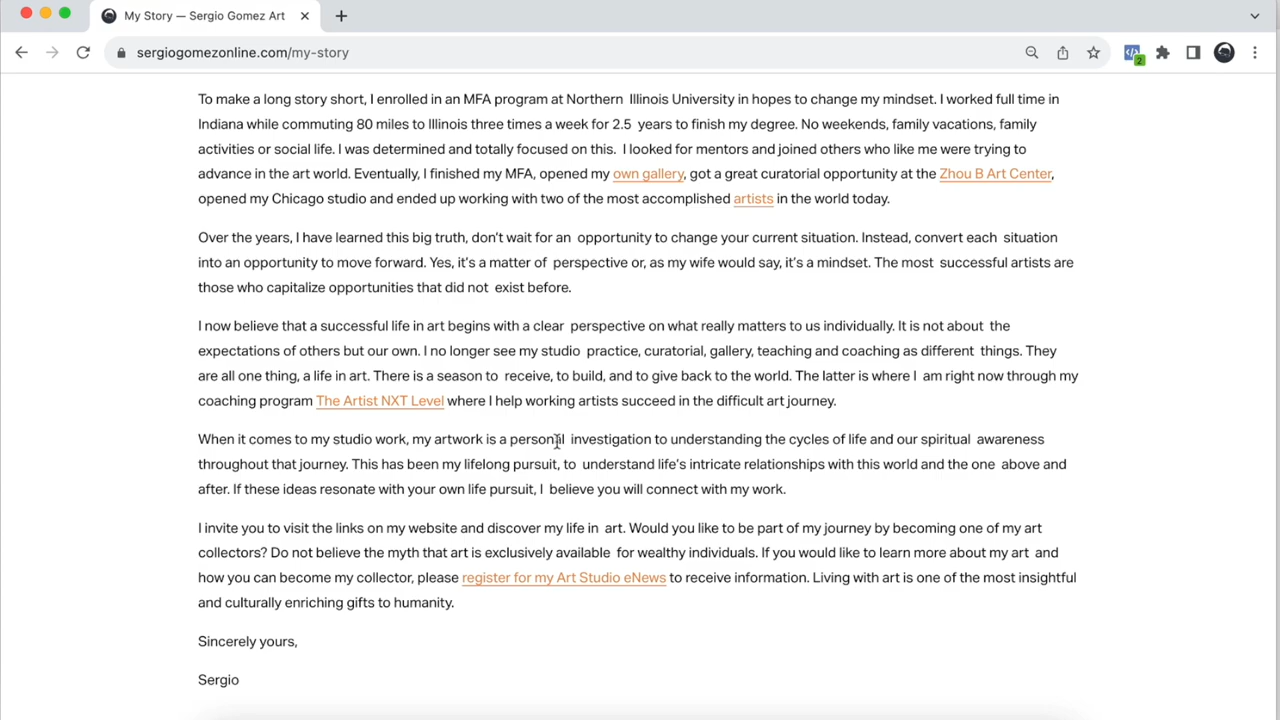 My Story — Sergio Gomez Art
sergiogomezonline.com/my-story
2
To make a long story short, I enrolled in an MFA program at Northern Illinois University in hopes to change my mindset. I worked full time in
Indiana while commuting 80 miles to Illinois three times a week for 2.5 years to finish my degree. No weekends, family vacations, family
activities or social life. I was determined and totally focused on this. I looked for mentors and joined others who like me were trying to
advance in the art world. Eventually, I finished my MFA, opened my own gallery, got a great curatorial opportunity at the Zhou B Art Center,
opened my Chicago studio and ended up working with two of the most accomplished artists in the world today.
Over the years, I have learned this big truth, don't wait for an opportunity to change your current situation. Instead, convert each situation
into an opportunity to move forward. Yes, it's a matter of perspective or, as my wife would say, it's a mindset. The most successful artists are
those who capitalize opportunities that did not exist before.
I now believe that a successful life in art begins with a clear perspective on what really matters to us individually. It is not about the
expectations of others but our own. I no longer see my studio practice, curatorial, gallery, teaching and coaching as different things. They
are all one thing, a life in art. There is a season to receive, to build, and to give back to the world. The latter is where I am right now through my
coaching program The Artist NXT Level where I help working artists succeed in the difficult art journey.
When it comes to my studio work, my artwork is a personal investigation to understanding the cycles of life and our spiritual awareness
throughout that journey. This has been my lifelong pursuit, to understand life's intricate relationships with this world and the one above and
after. If these ideas resonate with your own life pursuit, I believe you will connect with my work.
I invite you to visit the links on my website and discover my life in art. Would you like to be part of my journey by becoming one of my art
collectors? Do not believe the myth that art is exclusively available for wealthy individuals. If you would like to learn more about my art and
how you can become my collector, please register for my Art Studio eNews to receive information. Living with art is one of the most insightful
and culturally enriching gifts to humanity.
Sincerely yours,
Sergio